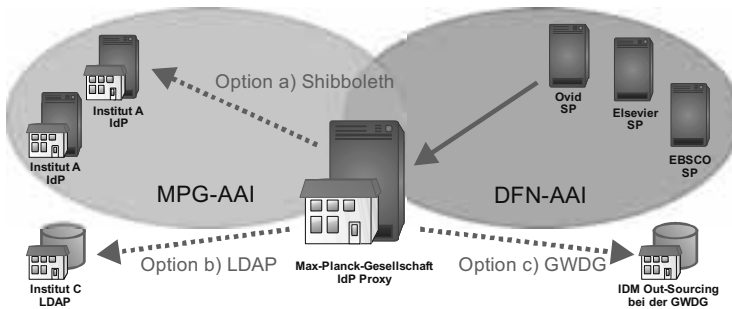 Option a) Shibboleth
Institut A
IdP
Institut A
IdP
MPG-AAI
Ovid
SP
Elsevier
SP
EBSCO
SP
DFN-AAI
Institut C
LDAP
Option b) LDAP
Max-Planck-Gesellschaft
IdP Proxy
Option c) GWDG
IDM Out-Sourcing
bei der GWDG